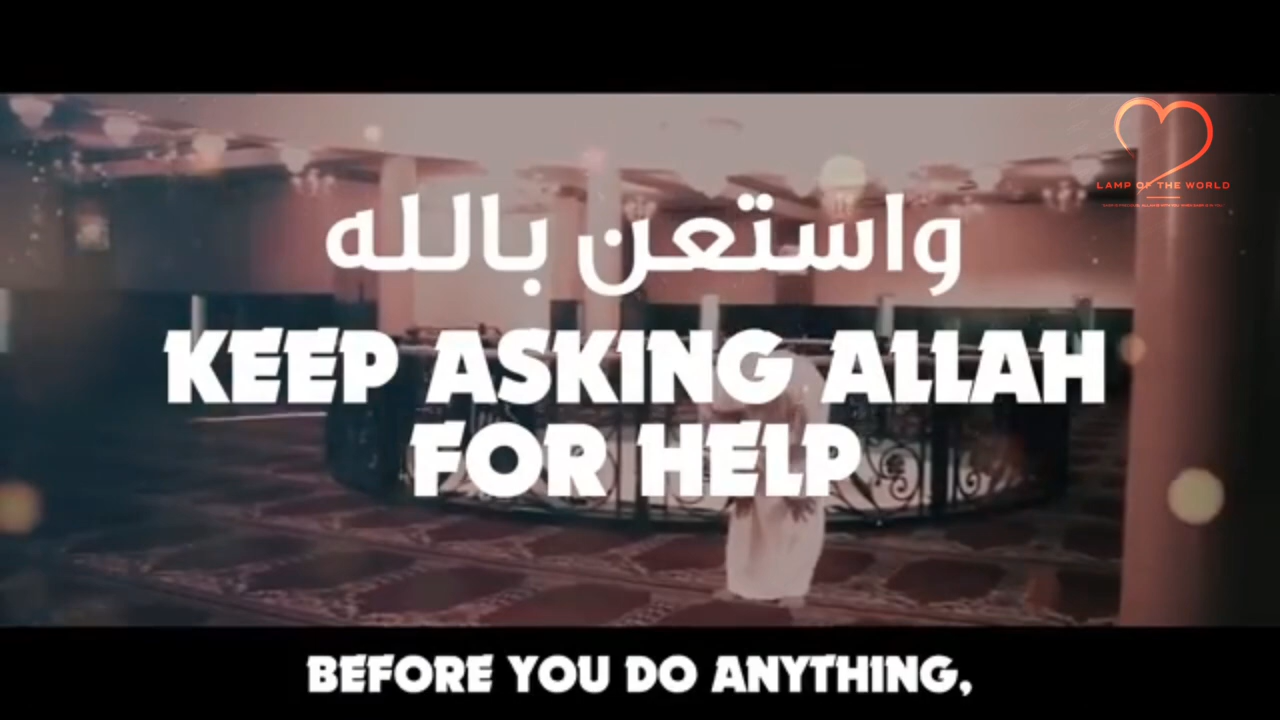 LAMP OF THE WORLD
واستعن بالله
KEEP ASKING ALLAH
FOR HELP
BEFORE YOU DO ANYTHING,